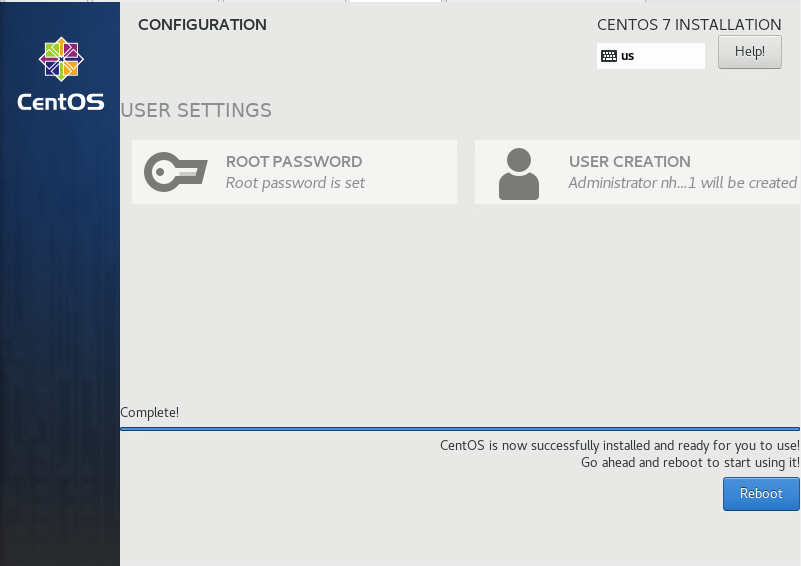 CONFIGURATION
CENTOS 7 INSTALLATION
us
Help!
CentOS
USER SETTINGS
ROOT PASSWORD
Root password is set
USER CREATION
Administrator nh...1 will be created
Complete!
CentOS is now successfully installed and ready for you to use!
Go ahead and reboot to start using it!
Reboot